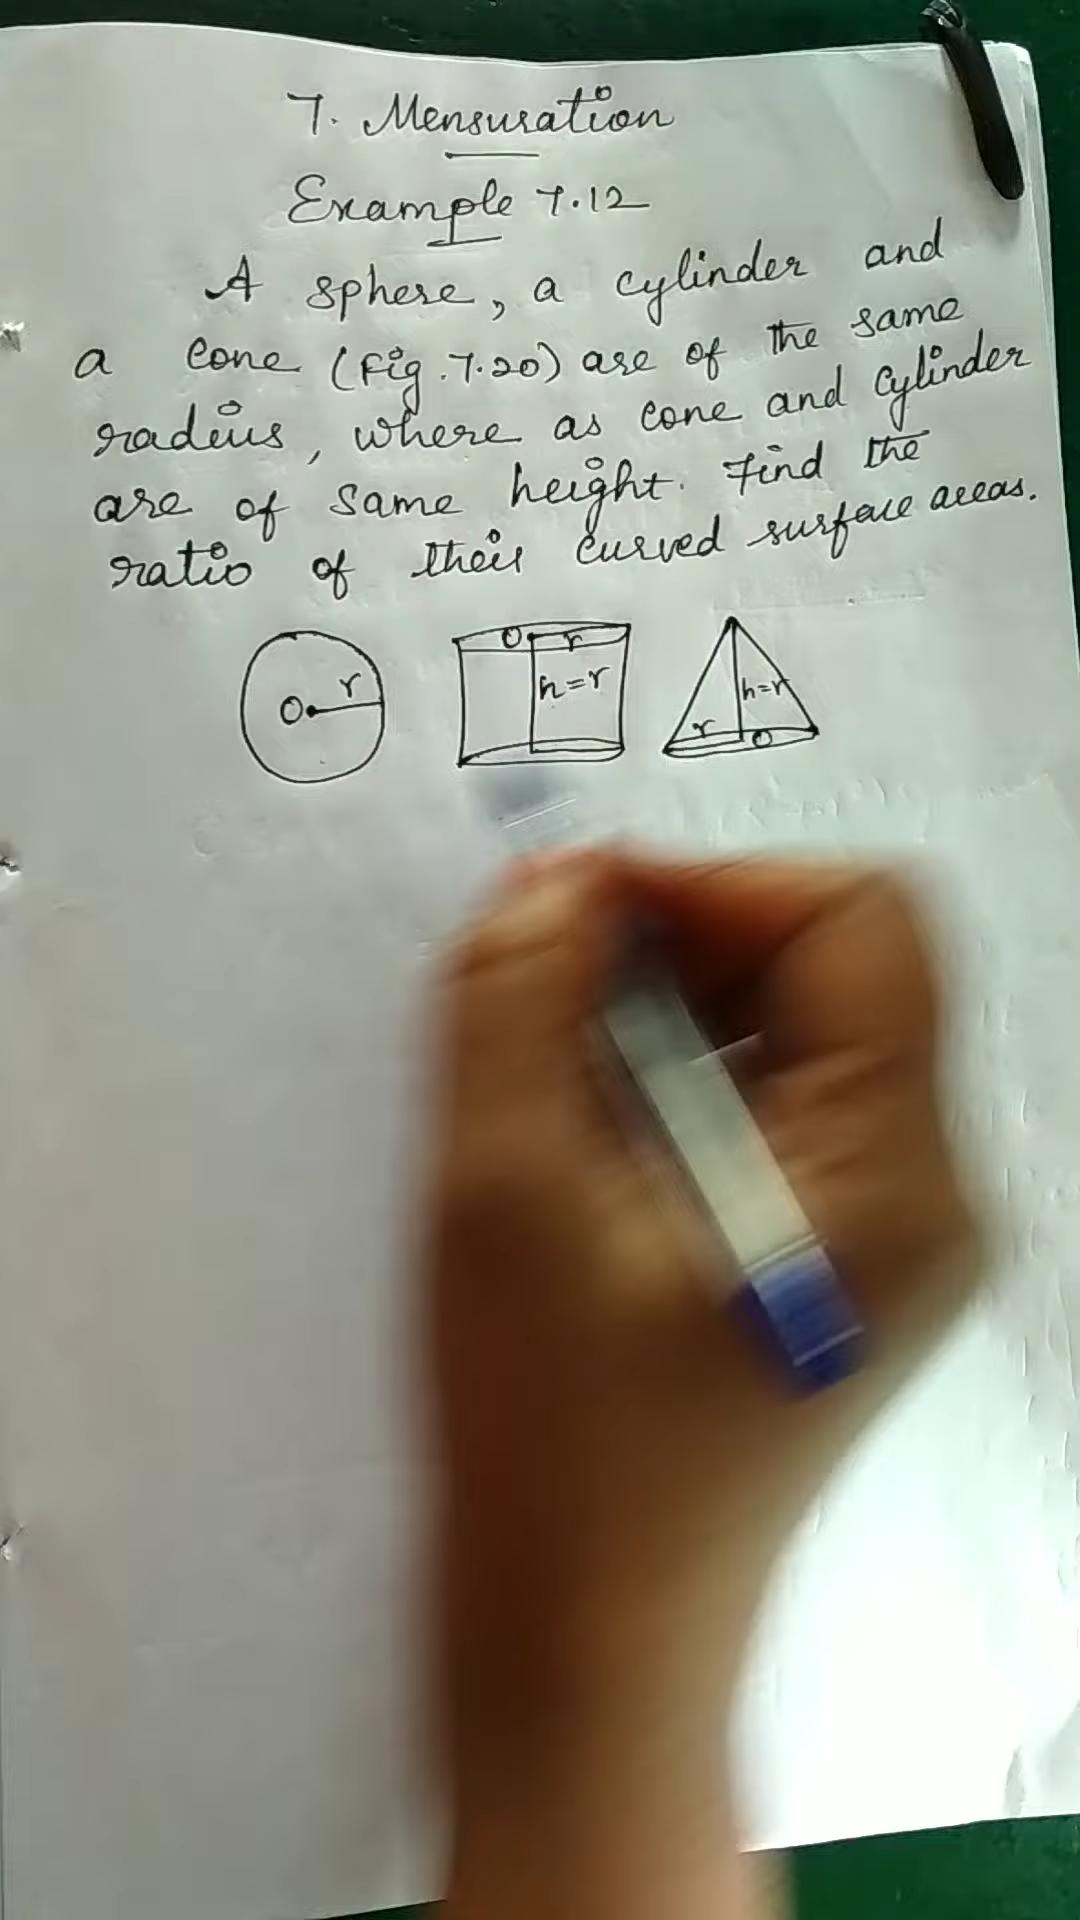 7. Mensuration
Example 7.12
A sphere, a cylinder and
a cone (Fig. 7.20) are of the same
radius, where as cone and cylinder
are of same height. Find the
ratio of their curved surface areas.
O r
O r
h=r
h=r
r O